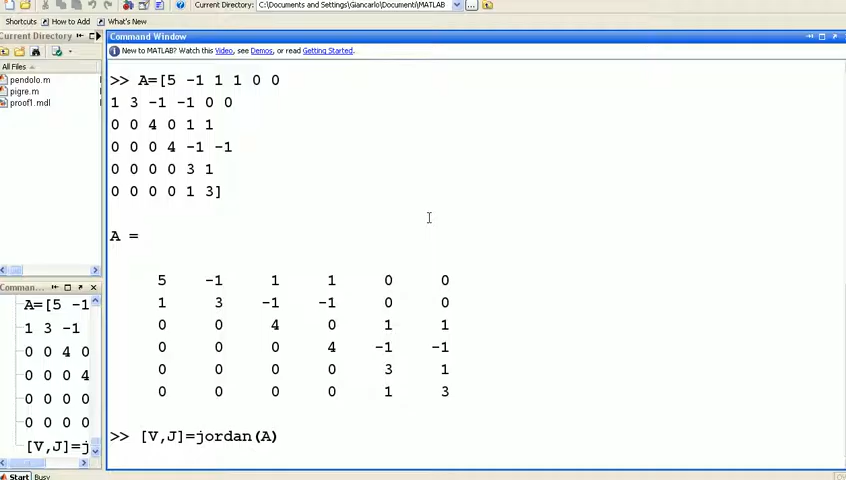 Current Directory: C:\Documents and Settings\Giancarlo\Documenti\MATLAB
Shortcuts How to Add What's New
Current Directory
All Files
pendolo.m
pigre.m
proof1.mdl
Comman...
A=[5 -1
1 3 -1
0 0 4 0
0 0 0 4
0 0 0 0
0 0 0 0
[V,J]=j
Command Window
New to MATLAB? Watch this Video, see Demos, or read Getting Started.
>> A=[5 -1 1 1 0 0
1 3 -1 -1 0 0
0 0 4 0 1 1
0 0 0 4 -1 -1
0 0 0 0 3 1
0 0 0 0 1 3]
A =
5 -1 1 1 0 0
1 3 -1 -1 0 0
0 0 4 0 1 1
0 0 0 4 -1 -1
0 0 0 0 3 1
0 0 0 0 1 3
>> [V,J]=jordan(A)
Start Busy